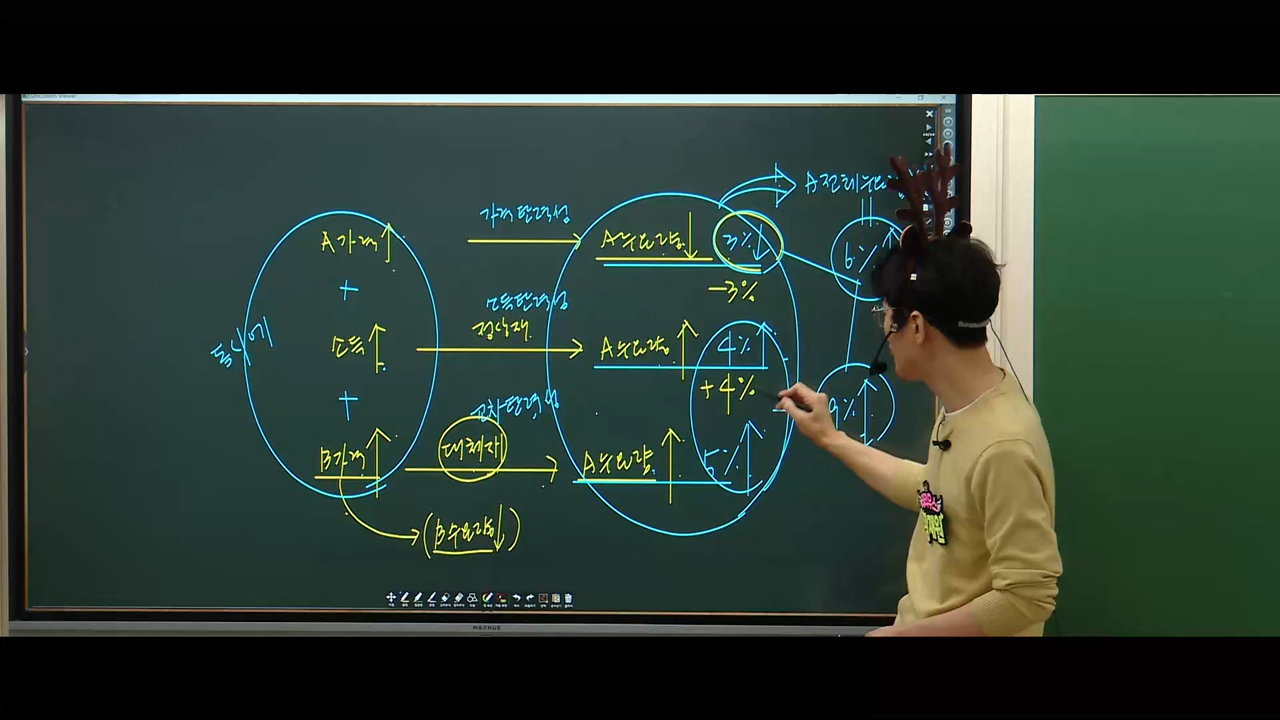 A전체수요
가격탄력성
A가격↑
A수요량↓
3%↓
6%↑
-3%
+
소득탄력성
정상재
동시에
소득↑
A수요량↑
4%↑
+4%
+
교차탄력성
9%↑
대체재
B가격↑
A수요량↑
5%↑
(B수요량↓)
MAXHUB